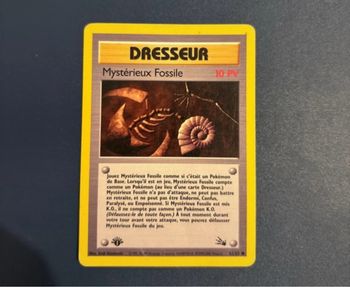 DRESSEUR
Mystérieux Fossile 10 PV
Jouez Mystérieux Fossile comme si c'était un Pokémon
de Base. Lorsqu'il est en jeu, Mystérieux Fossile compte
comme un Pokémon (au lieu d'une carte Dresseur.)
Mystérieux Fossile n'a pas d'attaque, ne peut pas battre
en retraite, et ne peut pas être Endormi, Confus,
Paralysé, ou Empoisonné. Si Mystérieux Fossile est mis
K.O., il ne compte pas comme un Pokémon K.O.
(Défaussez-le de toute façon.) À tout moment durant
votre tour avant d'attaquer, vous pouvez défausser
Mystérieux Fossile du jeu.